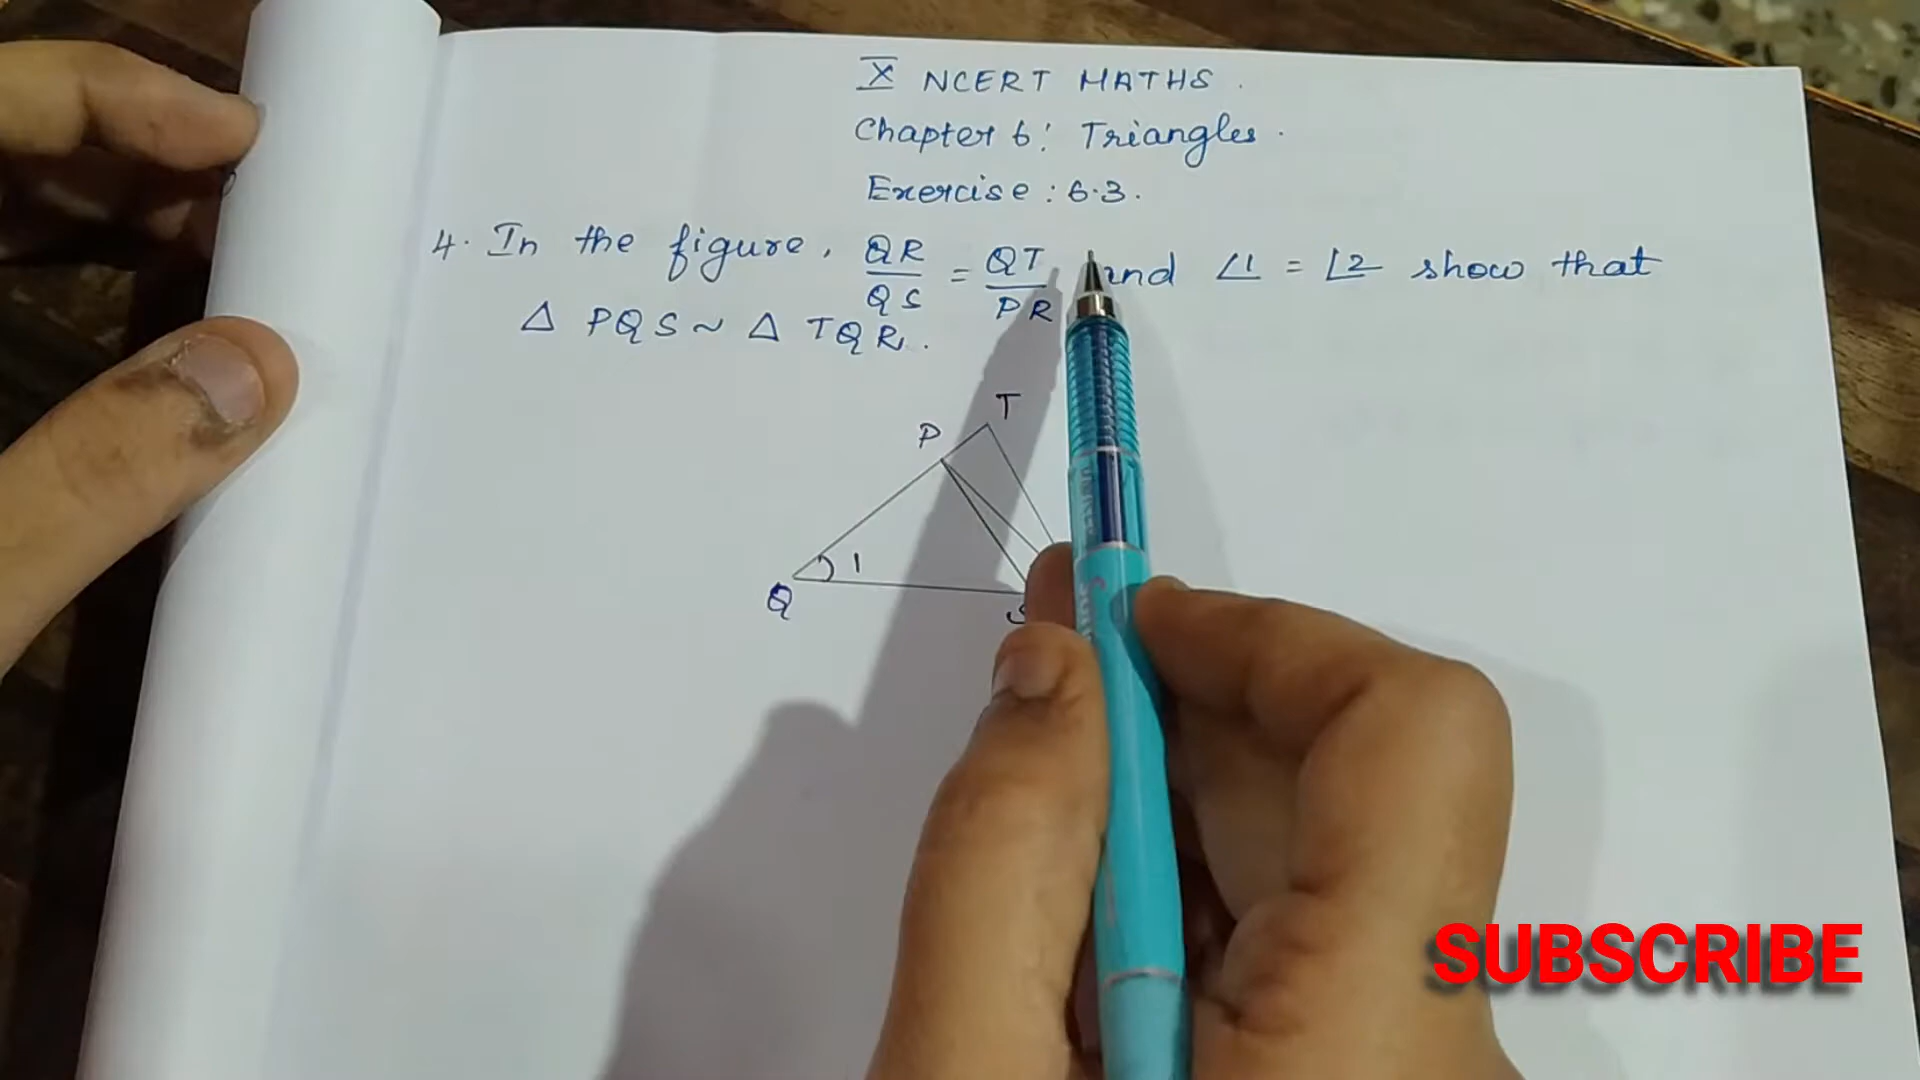 X NCERT MATHS.
Chapter 6: Triangles.
Exercise: 6.3.
4. In the figure, QR/QS = QT/PR and ∠1 = ∠2 show that
Δ PQS ~ Δ TQR.
T
P
1
Q
S
SUBSCRIBE